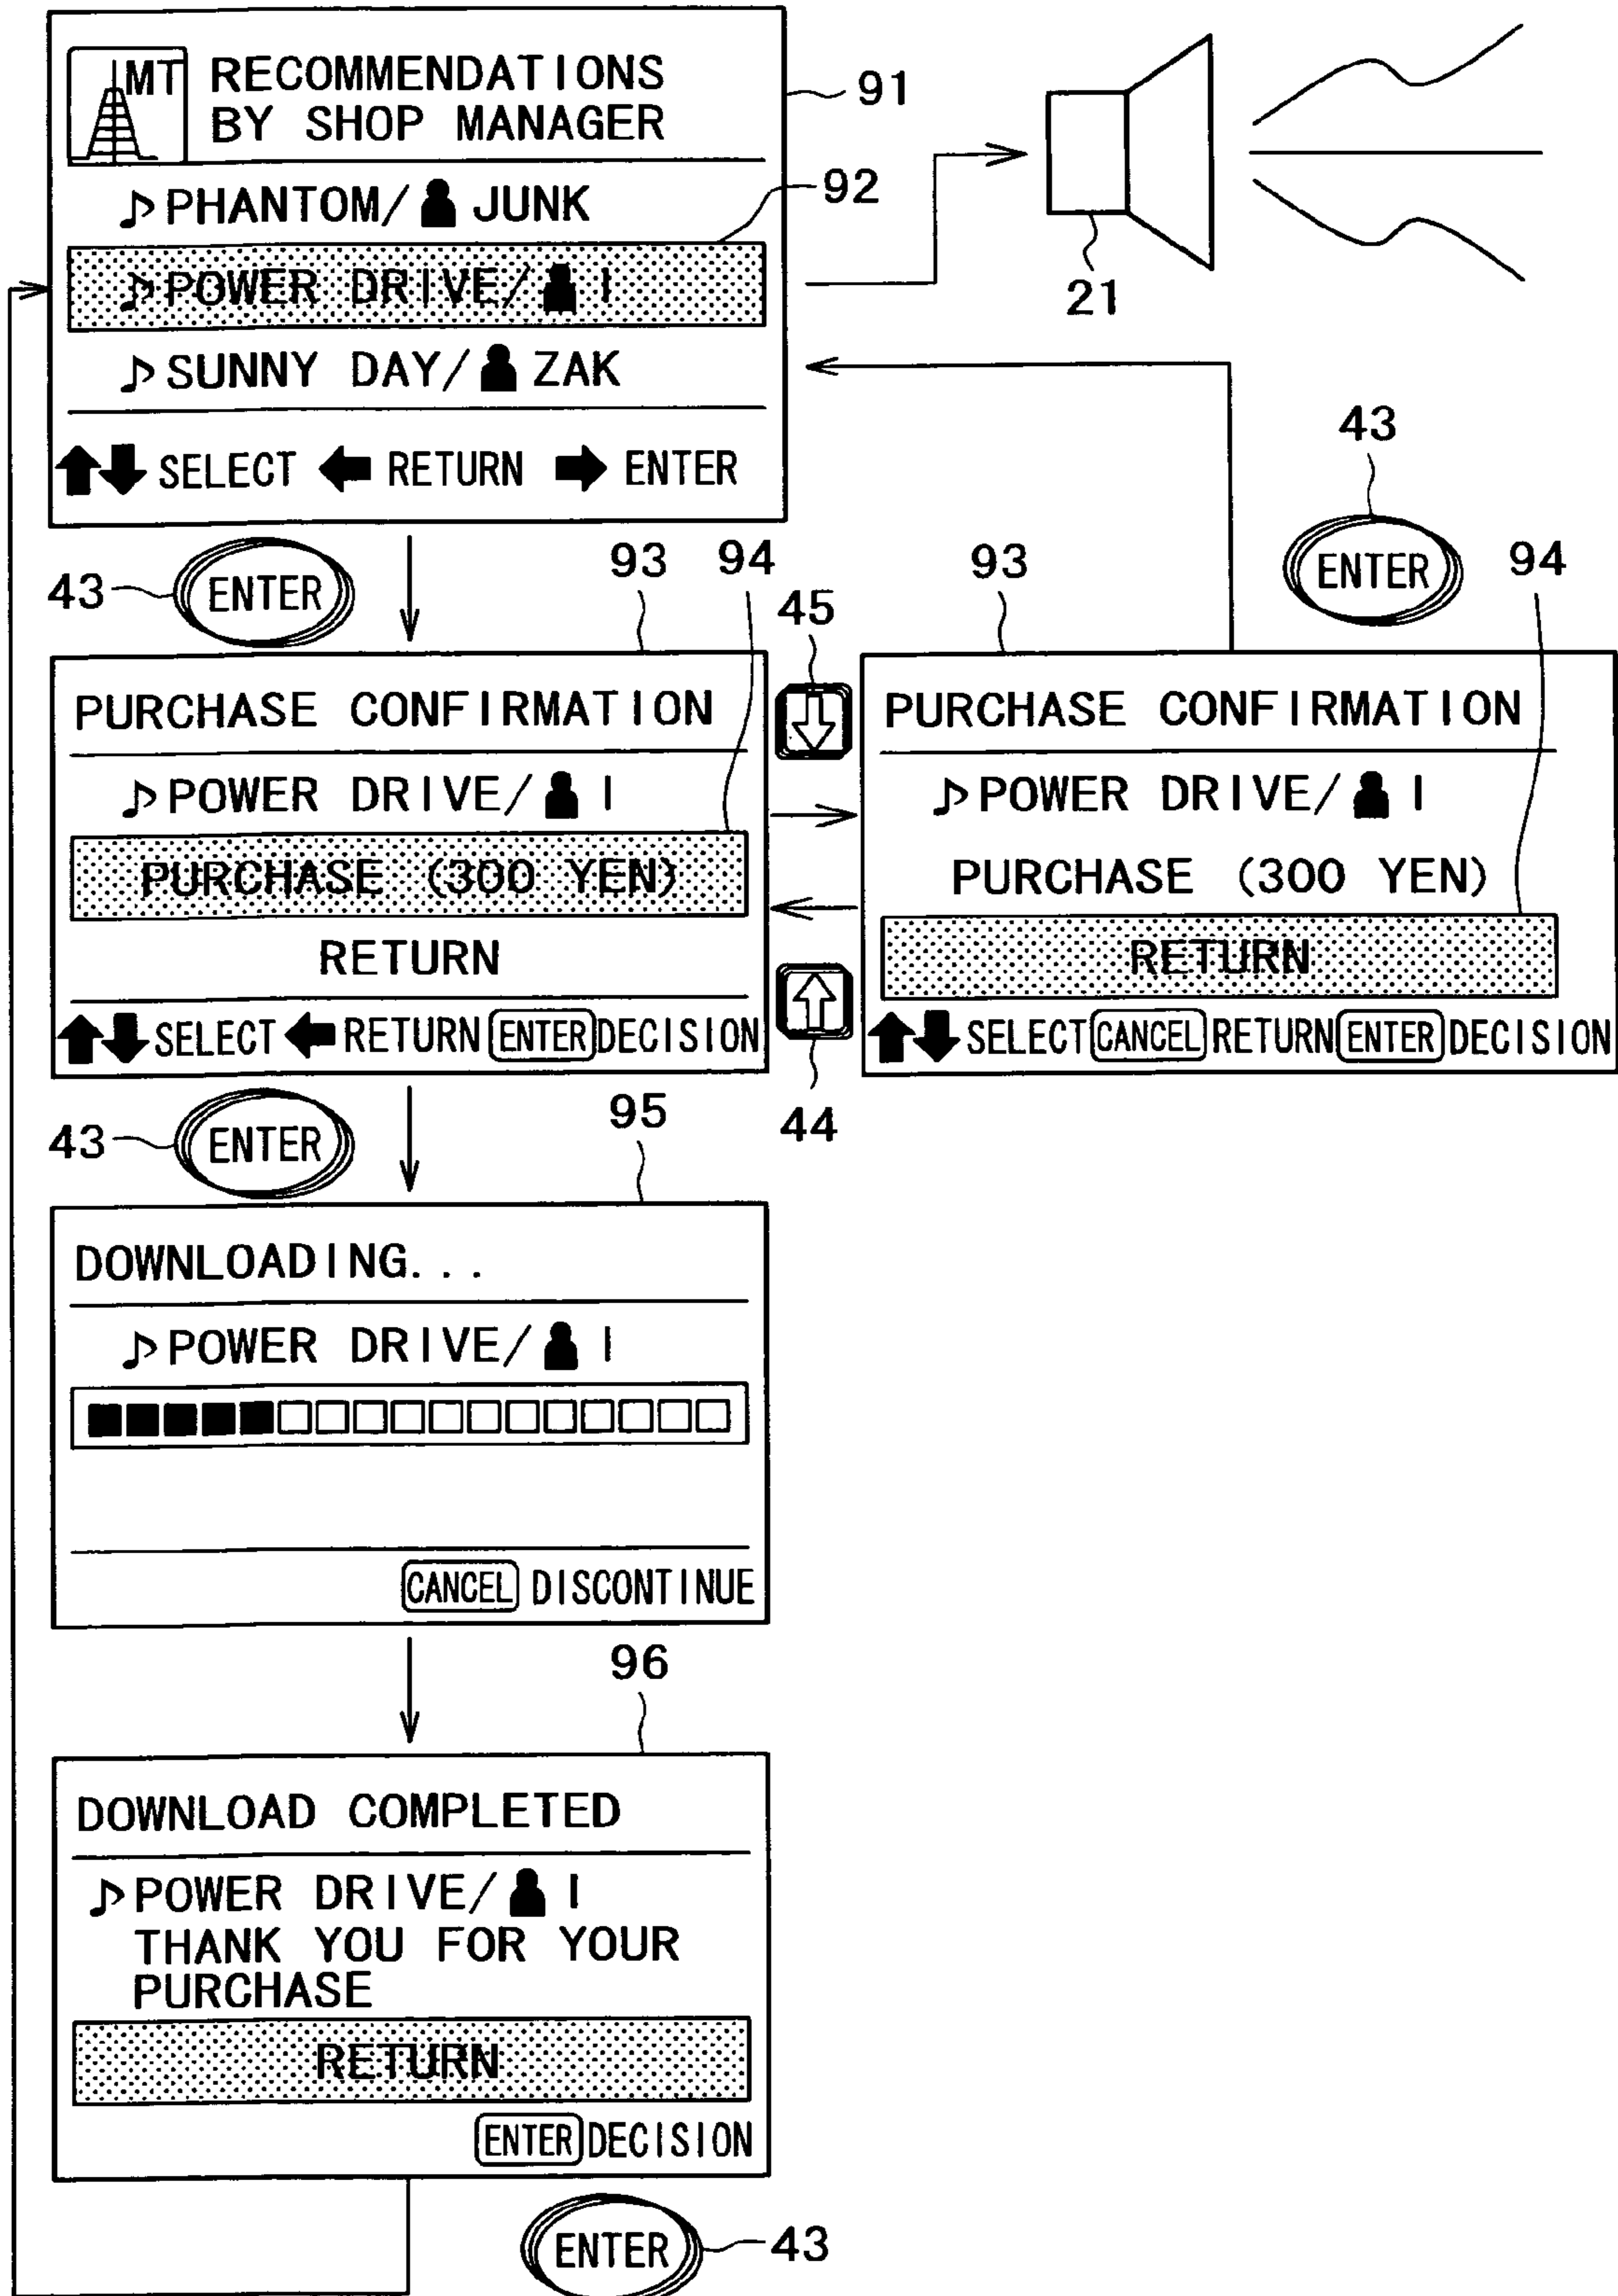 MT RECOMMENDATIONS
BY SHOP MANAGER
91
♪PHANTOM/ JUNK
92
♪POWER DRIVE/ I
21
♪SUNNY DAY/ ZAK
↑↓ SELECT ← RETURN → ENTER
43
ENTER
43
ENTER
93
94
45
93
94
PURCHASE CONFIRMATION
♪POWER DRIVE/ I
PURCHASE (300 YEN)
RETURN
↑↓ SELECT ← RETURN ENTER DECISION
↓
↑
44
PURCHASE CONFIRMATION
♪POWER DRIVE/ I
PURCHASE (300 YEN)
RETURN
↑↓ SELECT CANCEL RETURN ENTER DECISION
43
ENTER
95
DOWNLOADING...
♪POWER DRIVE/ I
CANCEL DISCONTINUE
96
DOWNLOAD COMPLETED
♪POWER DRIVE/ I
THANK YOU FOR YOUR
PURCHASE
RETURN
ENTER DECISION
ENTER
43